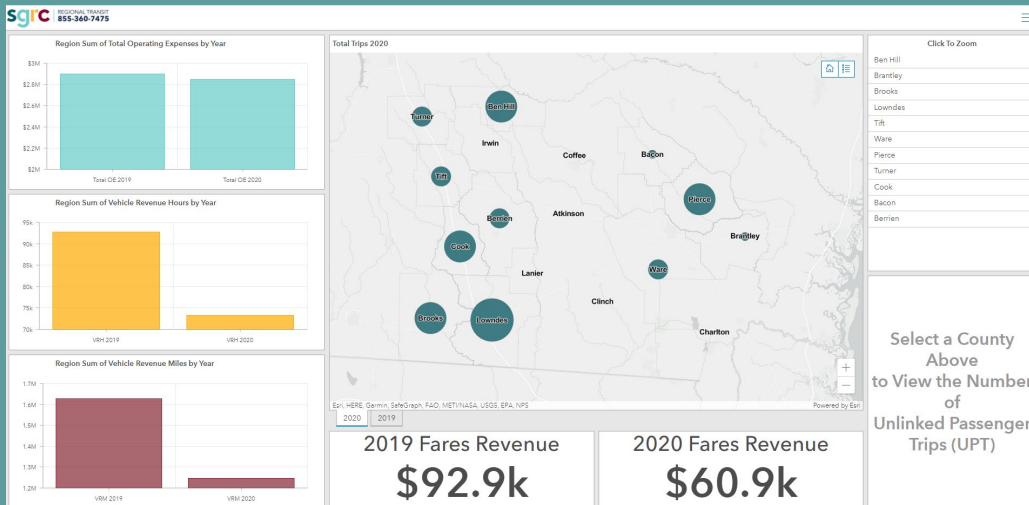 sgrc
REGIONAL TRANSIT
855-360-7475
Region Sum of Total Operating Expenses by Year
$3M
$2.8M
$2.6M
$2.4M
$2.2M
$2M
Total OE 2019
Total OE 2020
Region Sum of Vehicle Revenue Hours by Year
95k
90k
85k
80k
75k
70k
VRH 2019
VRH 2020
Region Sum of Vehicle Revenue Miles by Year
1.7M
1.6M
1.5M
1.4M
1.3M
1.2M
VRM 2019
VRM 2020
Total Trips 2020
Ben Hill
Turner
Irwin
Coffee
Bacon
Tift
Pierce
Berrien
Atkinson
Brantley
Cook
Ware
Lanier
Clinch
Brooks
Lowndes
Charlton
+
−
Esri, HERE, Garmin, SafeGraph, FAO, METI/NASA, USGS, EPA, NPS
Powered by Esri
2020
2019
2019 Fares Revenue
$92.9k
2020 Fares Revenue
$60.9k
Click To Zoom
Ben Hill
Brantley
Brooks
Lowndes
Tift
Ware
Pierce
Turner
Cook
Bacon
Berrien
Select a County
Above
to View the Number
of
Unlinked Passenger
Trips (UPT)